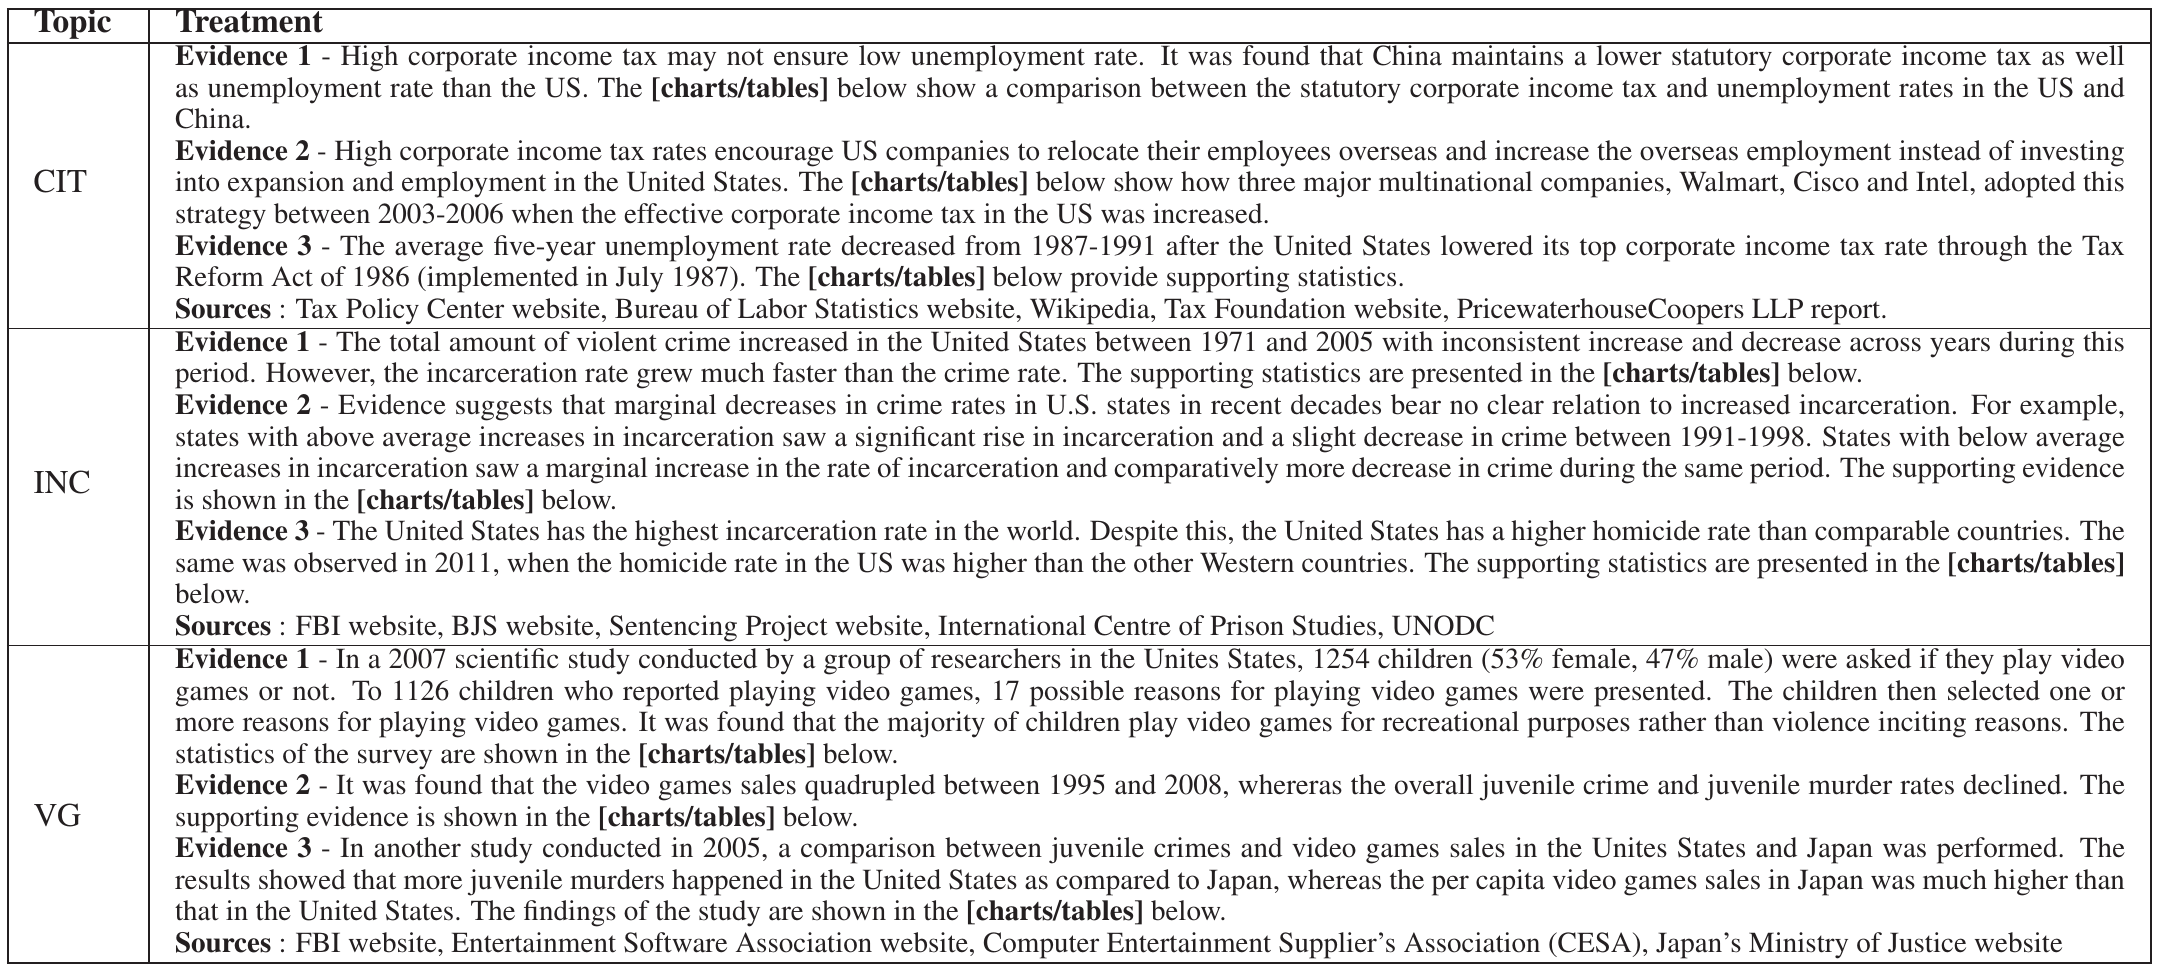 Topic Treatment
Evidence 1 - High corporate income tax may not ensure low unemployment rate. It was found that China maintains a lower statutory corporate income tax as well
as unemployment rate than the US. The [charts/tables] below show a comparison between the statutory corporate income tax and unemployment rates in the US and
China.
Evidence 2 - High corporate income tax rates encourage US companies to relocate their employees overseas and increase the overseas employment instead of investing
CIT
into expansion and employment in the United States. The [charts/tables] below show how three major multinational companies, Walmart, Cisco and Intel, adopted this
strategy between 2003-2006 when the effective corporate income tax in the US was increased.
Evidence 3 - The average five-year unemployment rate decreased from 1987-1991 after the United States lowered its top corporate income tax rate through the Tax
Reform Act of 1986 (implemented in July 1987). The [charts/tables] below provide supporting statistics.
Sources : Tax Policy Center website, Bureau of Labor Statistics website, Wikipedia, Tax Foundation website, PricewaterhouseCoopers LLP report.
Evidence 1 - The total amount of violent crime increased in the United States between 1971 and 2005 with inconsistent increase and decrease across years during this
period. However, the incarceration rate grew much faster than the crime rate. The supporting statistics are presented in the [charts/tables] below.
Evidence 2 - Evidence suggests that marginal decreases in crime rates in U.S. states in recent decades bear no clear relation to increased incarceration. For example,
states with above average increases in incarceration saw a significant rise in incarceration and a slight decrease in crime between 1991-1998. States with below average
increases in incarceration saw a marginal increase in the rate of incarceration and comparatively more decrease in crime during the same period. The supporting evidence
INC
is shown in the [charts/tables] below.
Evidence 3 - The United States has the highest incarceration rate in the world. Despite this, the United States has a higher homicide rate than comparable countries. The
same was observed in 2011, when the homicide rate in the US was higher than the other Western countries. The supporting statistics are presented in the [charts/tables]
below.
Sources : FBI website, BJS website, Sentencing Project website, International Centre of Prison Studies, UNODC
Evidence 1 - In a 2007 scientific study conducted by a group of researchers in the Unites States, 1254 children (53% female, 47% male) were asked if they play video
games or not. To 1126 children who reported playing video games, 17 possible reasons for playing video games were presented. The children then selected one or
more reasons for playing video games. It was found that the majority of children play video games for recreational purposes rather than violence inciting reasons. The
statistics of the survey are shown in the [charts/tables] below.
Evidence 2 - It was found that the video games sales quadrupled between 1995 and 2008, whereras the overall juvenile crime and juvenile murder rates declined. The
VG
supporting evidence is shown in the [charts/tables] below.
Evidence 3 - In another study conducted in 2005, a comparison between juvenile crimes and video games sales in the Unites States and Japan was performed. The
results showed that more juvenile murders happened in the United States as compared to Japan, whereas the per capita video games sales in Japan was much higher than
that in the United States. The findings of the study are shown in the [charts/tables] below.
Sources : FBI website, Entertainment Software Association website, Computer Entertainment Supplier's Association (CESA), Japan's Ministry of Justice website